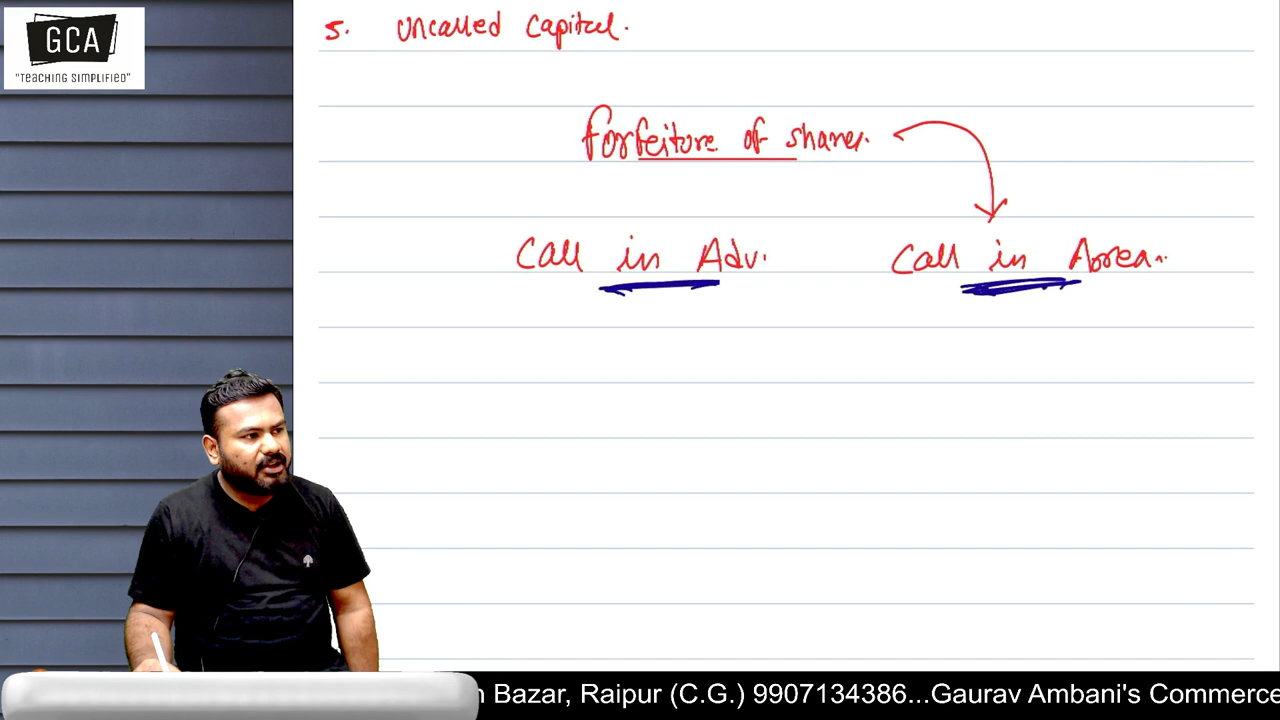 GCA
"TEACHING SIMPLIFIED"
5. Uncalled Capital.
Forfeiture of shares.
Call in Adv. Call in Arrear.
n Bazar, Raipur (C.G.) 9907134386...Gaurav Ambani's Commerce